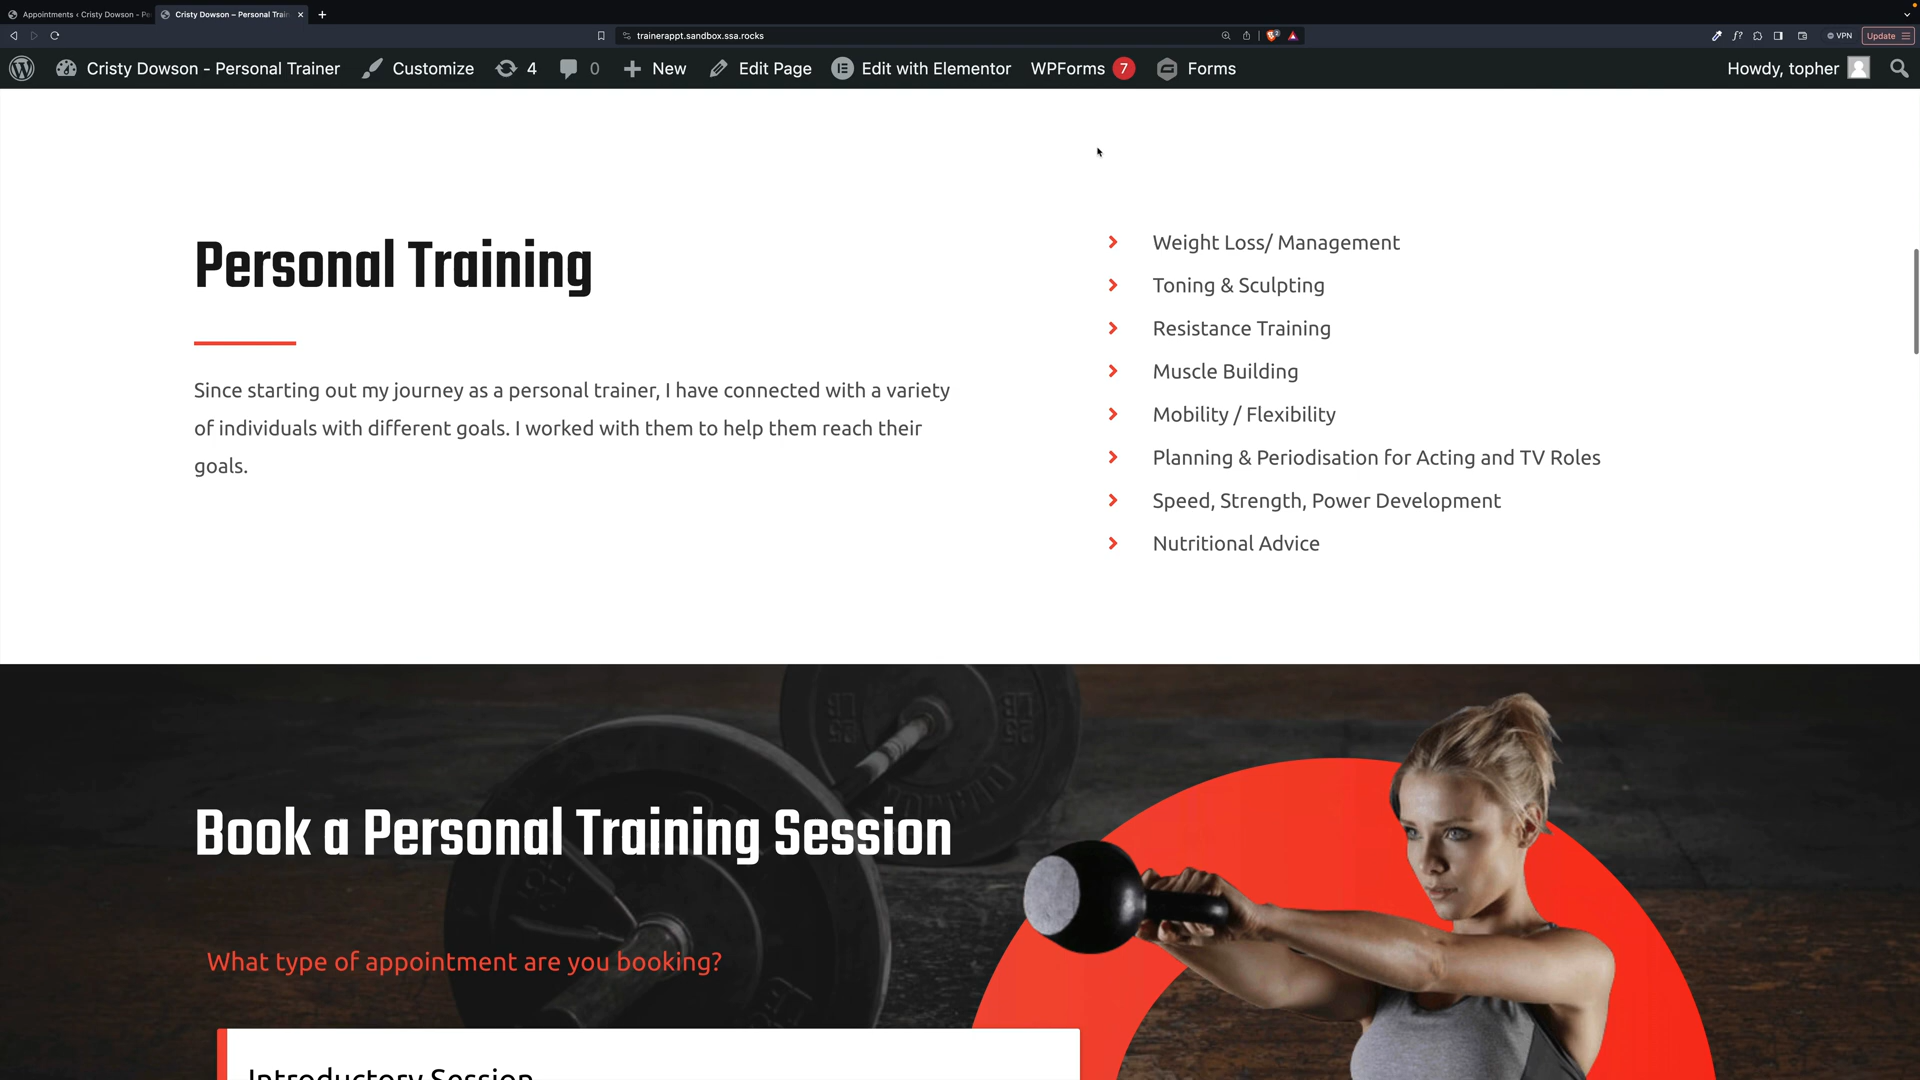 Appointments ‹ Cristy Dowson - Pe
Cristy Dowson – Personal Train
trainerappt.sandbox.ssa.rocks
VPN
Update
Cristy Dowson - Personal Trainer
Customize
4
0
New
Edit Page
Edit with Elementor
WPForms
7
Forms
Howdy, topher
Personal Training
Since starting out my journey as a personal trainer, I have connected with a variety
of individuals with different goals. I worked with them to help them reach their
goals.
Weight Loss/ Management
Toning & Sculpting
Resistance Training
Muscle Building
Mobility / Flexibility
Planning & Periodisation for Acting and TV Roles
Speed, Strength, Power Development
Nutritional Advice
Book a Personal Training Session
What type of appointment are you booking?
Introductory Session